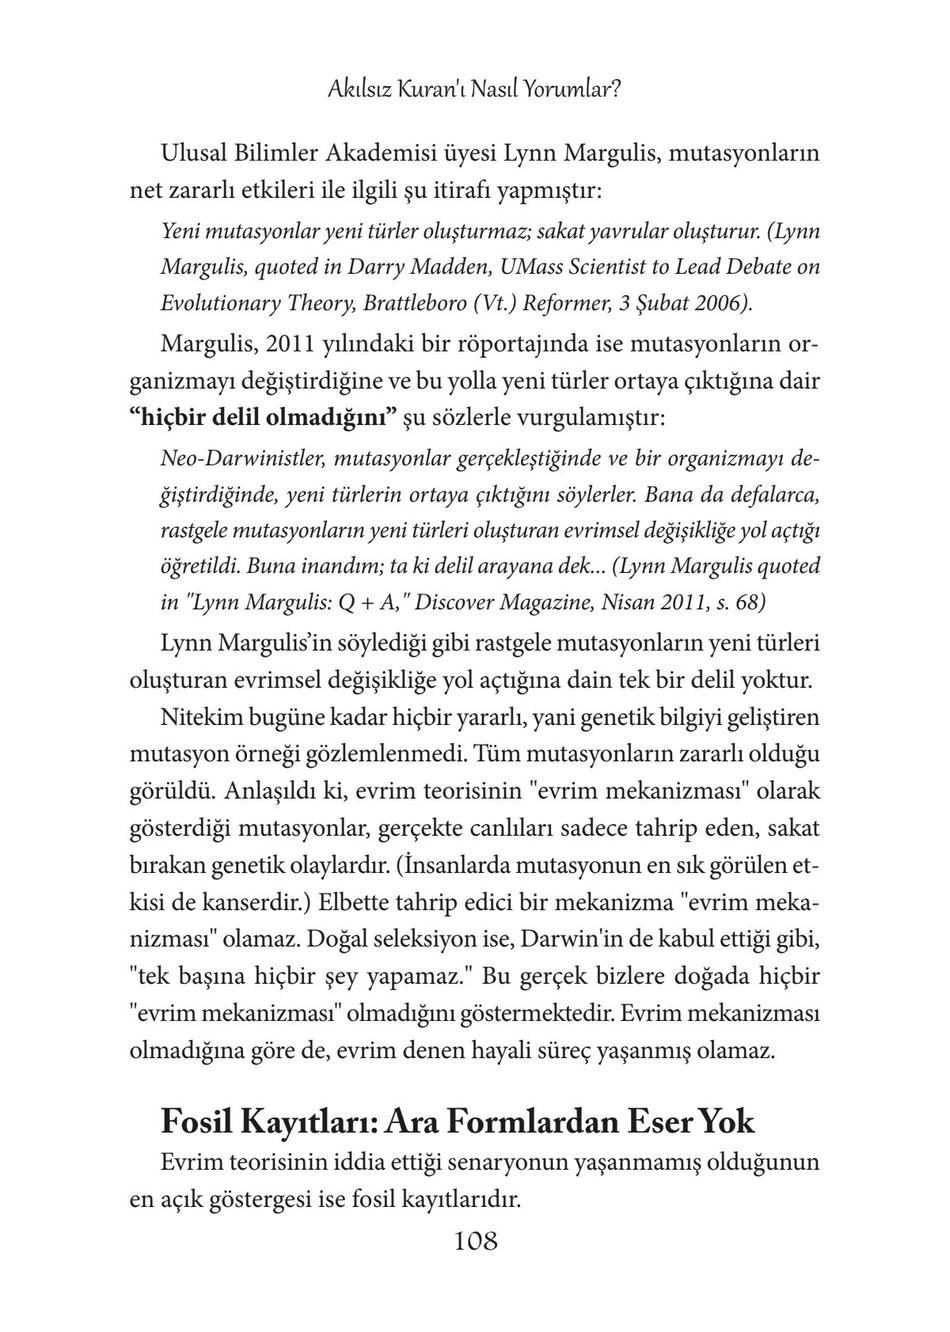 Akılsız Kuran'ı Nasıl Yorumlar?
Ulusal Bilimler Akademisi üyesi Lynn Margulis, mutasyonların
net zararlı etkileri ile ilgili şu itirafı yapmıştır:
Yeni mutasyonlar yeni türler oluşturmaz; sakat yavrular oluşturur. (Lynn
Margulis, quoted in Darry Madden, UMass Scientist to Lead Debate on
Evolutionary Theory, Brattleboro (Vt.) Reformer, 3 Şubat 2006).
Margulis, 2011 yılındaki bir röportajında ise mutasyonların or-
ganizmayı değiştirdiğine ve bu yolla yeni türler ortaya çıktığına dair
“hiçbir delil olmadığını” şu sözlerle vurgulamıştır:
Neo-Darwinistler, mutasyonlar gerçekleştiğinde ve bir organizmayı de-
ğiştirdiğinde, yeni türlerin ortaya çıktığını söylerler. Bana da defalarca,
rastgele mutasyonların yeni türleri oluşturan evrimsel değişikliğe yol açtığı
öğretildi. Buna inandım; ta ki delil arayana dek... (Lynn Margulis quoted
in "Lynn Margulis: Q + A," Discover Magazine, Nisan 2011, s. 68)
Lynn Margulis’in söylediği gibi rastgele mutasyonların yeni türleri
oluşturan evrimsel değişikliğe yol açtığına dain tek bir delil yoktur.
Nitekim bugüne kadar hiçbir yararlı, yani genetik bilgiyi geliştiren
mutasyon örneği gözlemlenmedi. Tüm mutasyonların zararlı olduğu
görüldü. Anlaşıldı ki, evrim teorisinin "evrim mekanizması" olarak
gösterdiği mutasyonlar, gerçekte canlıları sadece tahrip eden, sakat
bırakan genetik olaylardır. (İnsanlarda mutasyonun en sık görülen et-
kisi de kanserdir.) Elbette tahrip edici bir mekanizma "evrim meka-
nizması" olamaz. Doğal seleksiyon ise, Darwin'in de kabul ettiği gibi,
"tek başına hiçbir şey yapamaz." Bu gerçek bizlere doğada hiçbir
"evrim mekanizması" olmadığını göstermektedir. Evrim mekanizması
olmadığına göre de, evrim denen hayali süreç yaşanmış olamaz.
Fosil Kayıtları: Ara Formlardan Eser Yok
Evrim teorisinin iddia ettiği senaryonun yaşanmamış olduğunun
en açık göstergesi ise fosil kayıtlarıdır.
108